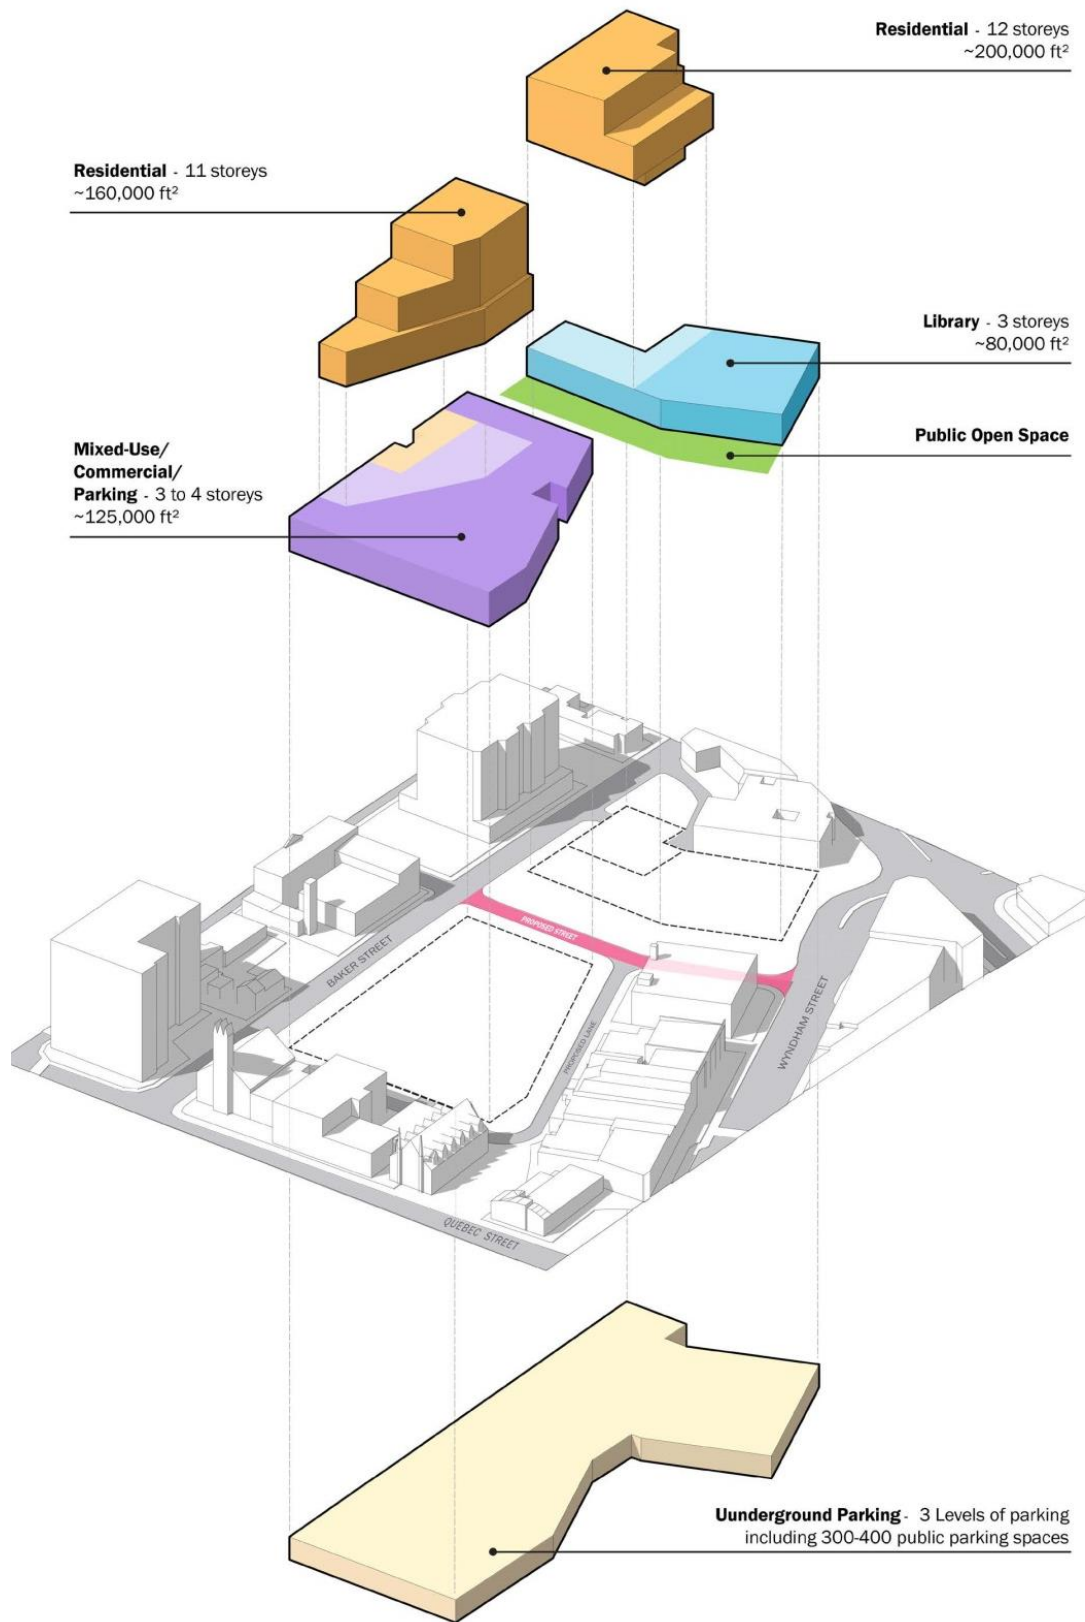 Residential - 12 storeys
~200,000 ft²
Residential - 11 storeys
~160,000 ft²
Library - 3 storeys
~80,000 ft²
Public Open Space
Mixed-Use/
Commercial/
Parking - 3 to 4 storeys
~125,000 ft²
PROPOSED STREET
BAKER STREET
PROPOSED LANE
WYNDHAM STREET
QUEBEC STREET
Uunderground Parking - 3 Levels of parking
including 300-400 public parking spaces